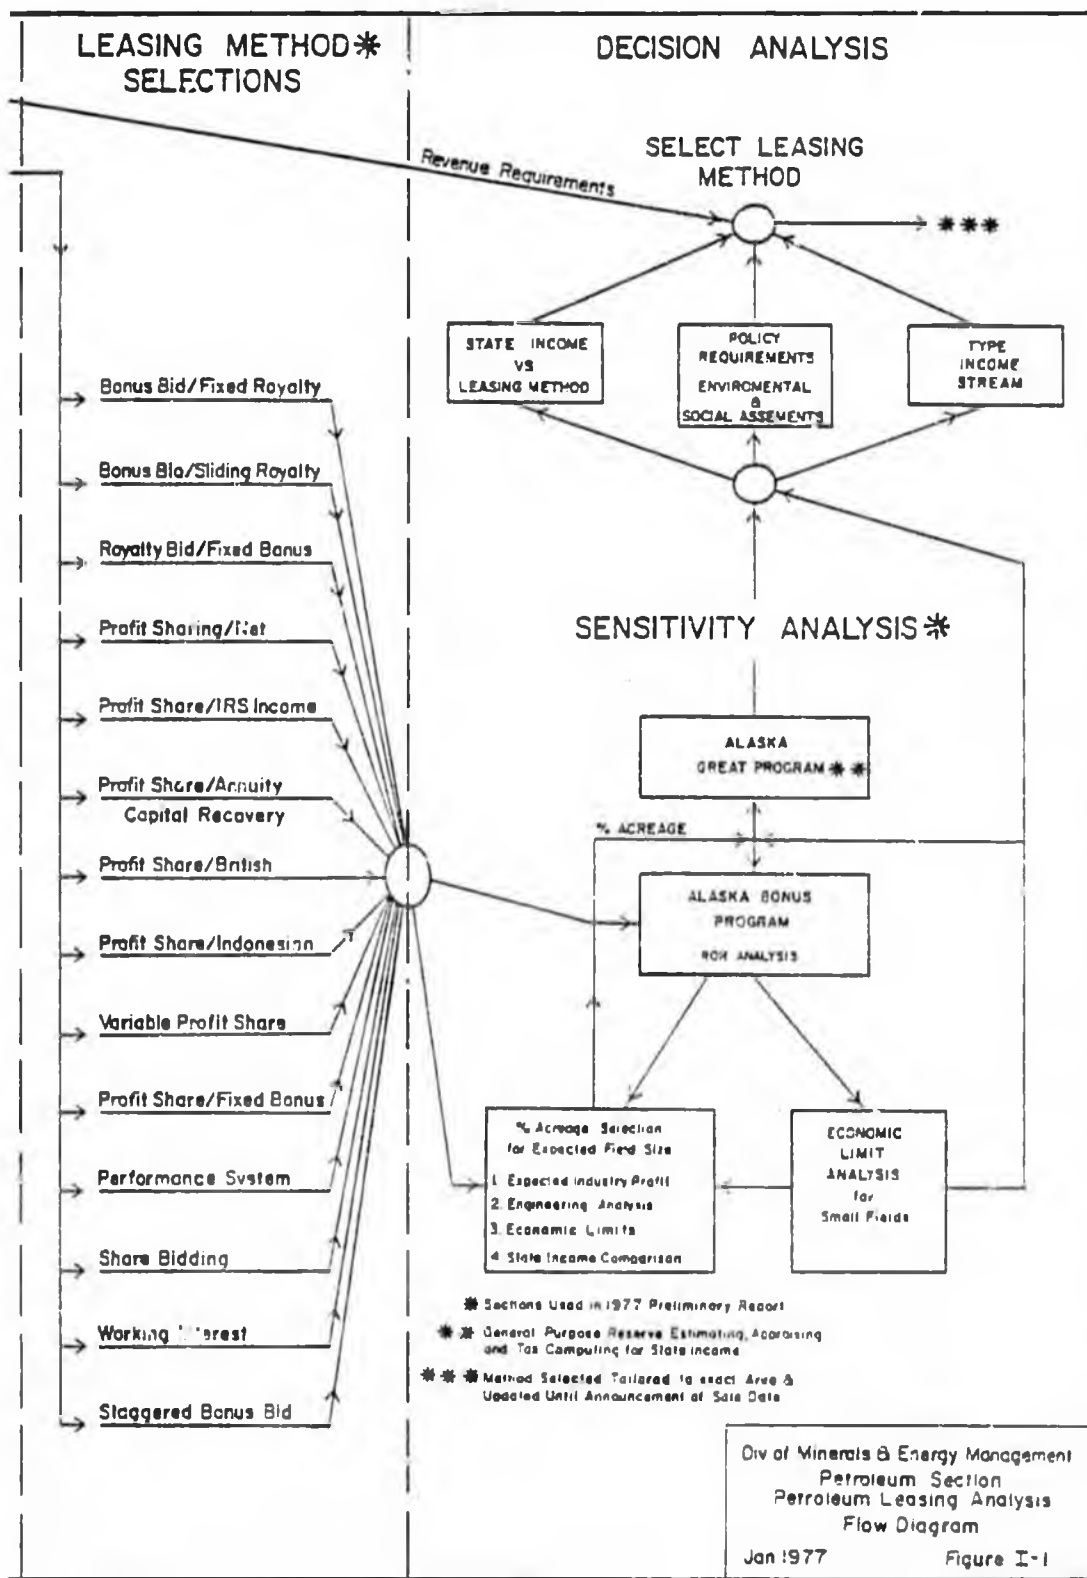 LEASING METHOD*
SELECTIONS
DECISION ANALYSIS
Revenue Requirements
SELECT LEASING
METHOD
***
STATE INCOME
VS
LEASING METHOD
POLICY
REQUIREMENTS
ENVIROMENTAL
&
SOCIAL ASSEMENTS
TYPE
INCOME
STREAM
Bonus Bid/Fixed Royalty
Bonus Bid/Sliding Royalty
Royalty Bid/Fixed Bonus
Profit Sharing/Net
Profit Share/IRS Income
Profit Share/Annuity
Capital Recovery
Profit Share/British
Profit Share/Indonesian
Variable Profit Share
Profit Share/Fixed Bonus
Performance System
Share Bidding
Working Interest
Staggered Bonus Bid
SENSITIVITY ANALYSIS*
ALASKA
GREAT PROGRAM **
% ACREAGE
ALASKA BONUS
PROGRAM
ROR ANALYSIS
% Acreage Selection
for Expected Field Size
1. Expected Industry Profit
2. Engineering Analysis
3. Economic Limits
4. State Income Comparison
ECONOMIC
LIMIT
ANALYSIS
for
Small Fields
* Sections Used in 1977 Preliminary Report
** General Purpose Reserve Estimating, Appraising
and Tax Computing for State Income
*** Method Selected Tailored to exact Area &
Updated Until Announcement of Sale Date
Div of Minerals & Energy Management
Petroleum Section
Petroleum Leasing Analysis
Flow Diagram
Jan 1977 Figure I-1